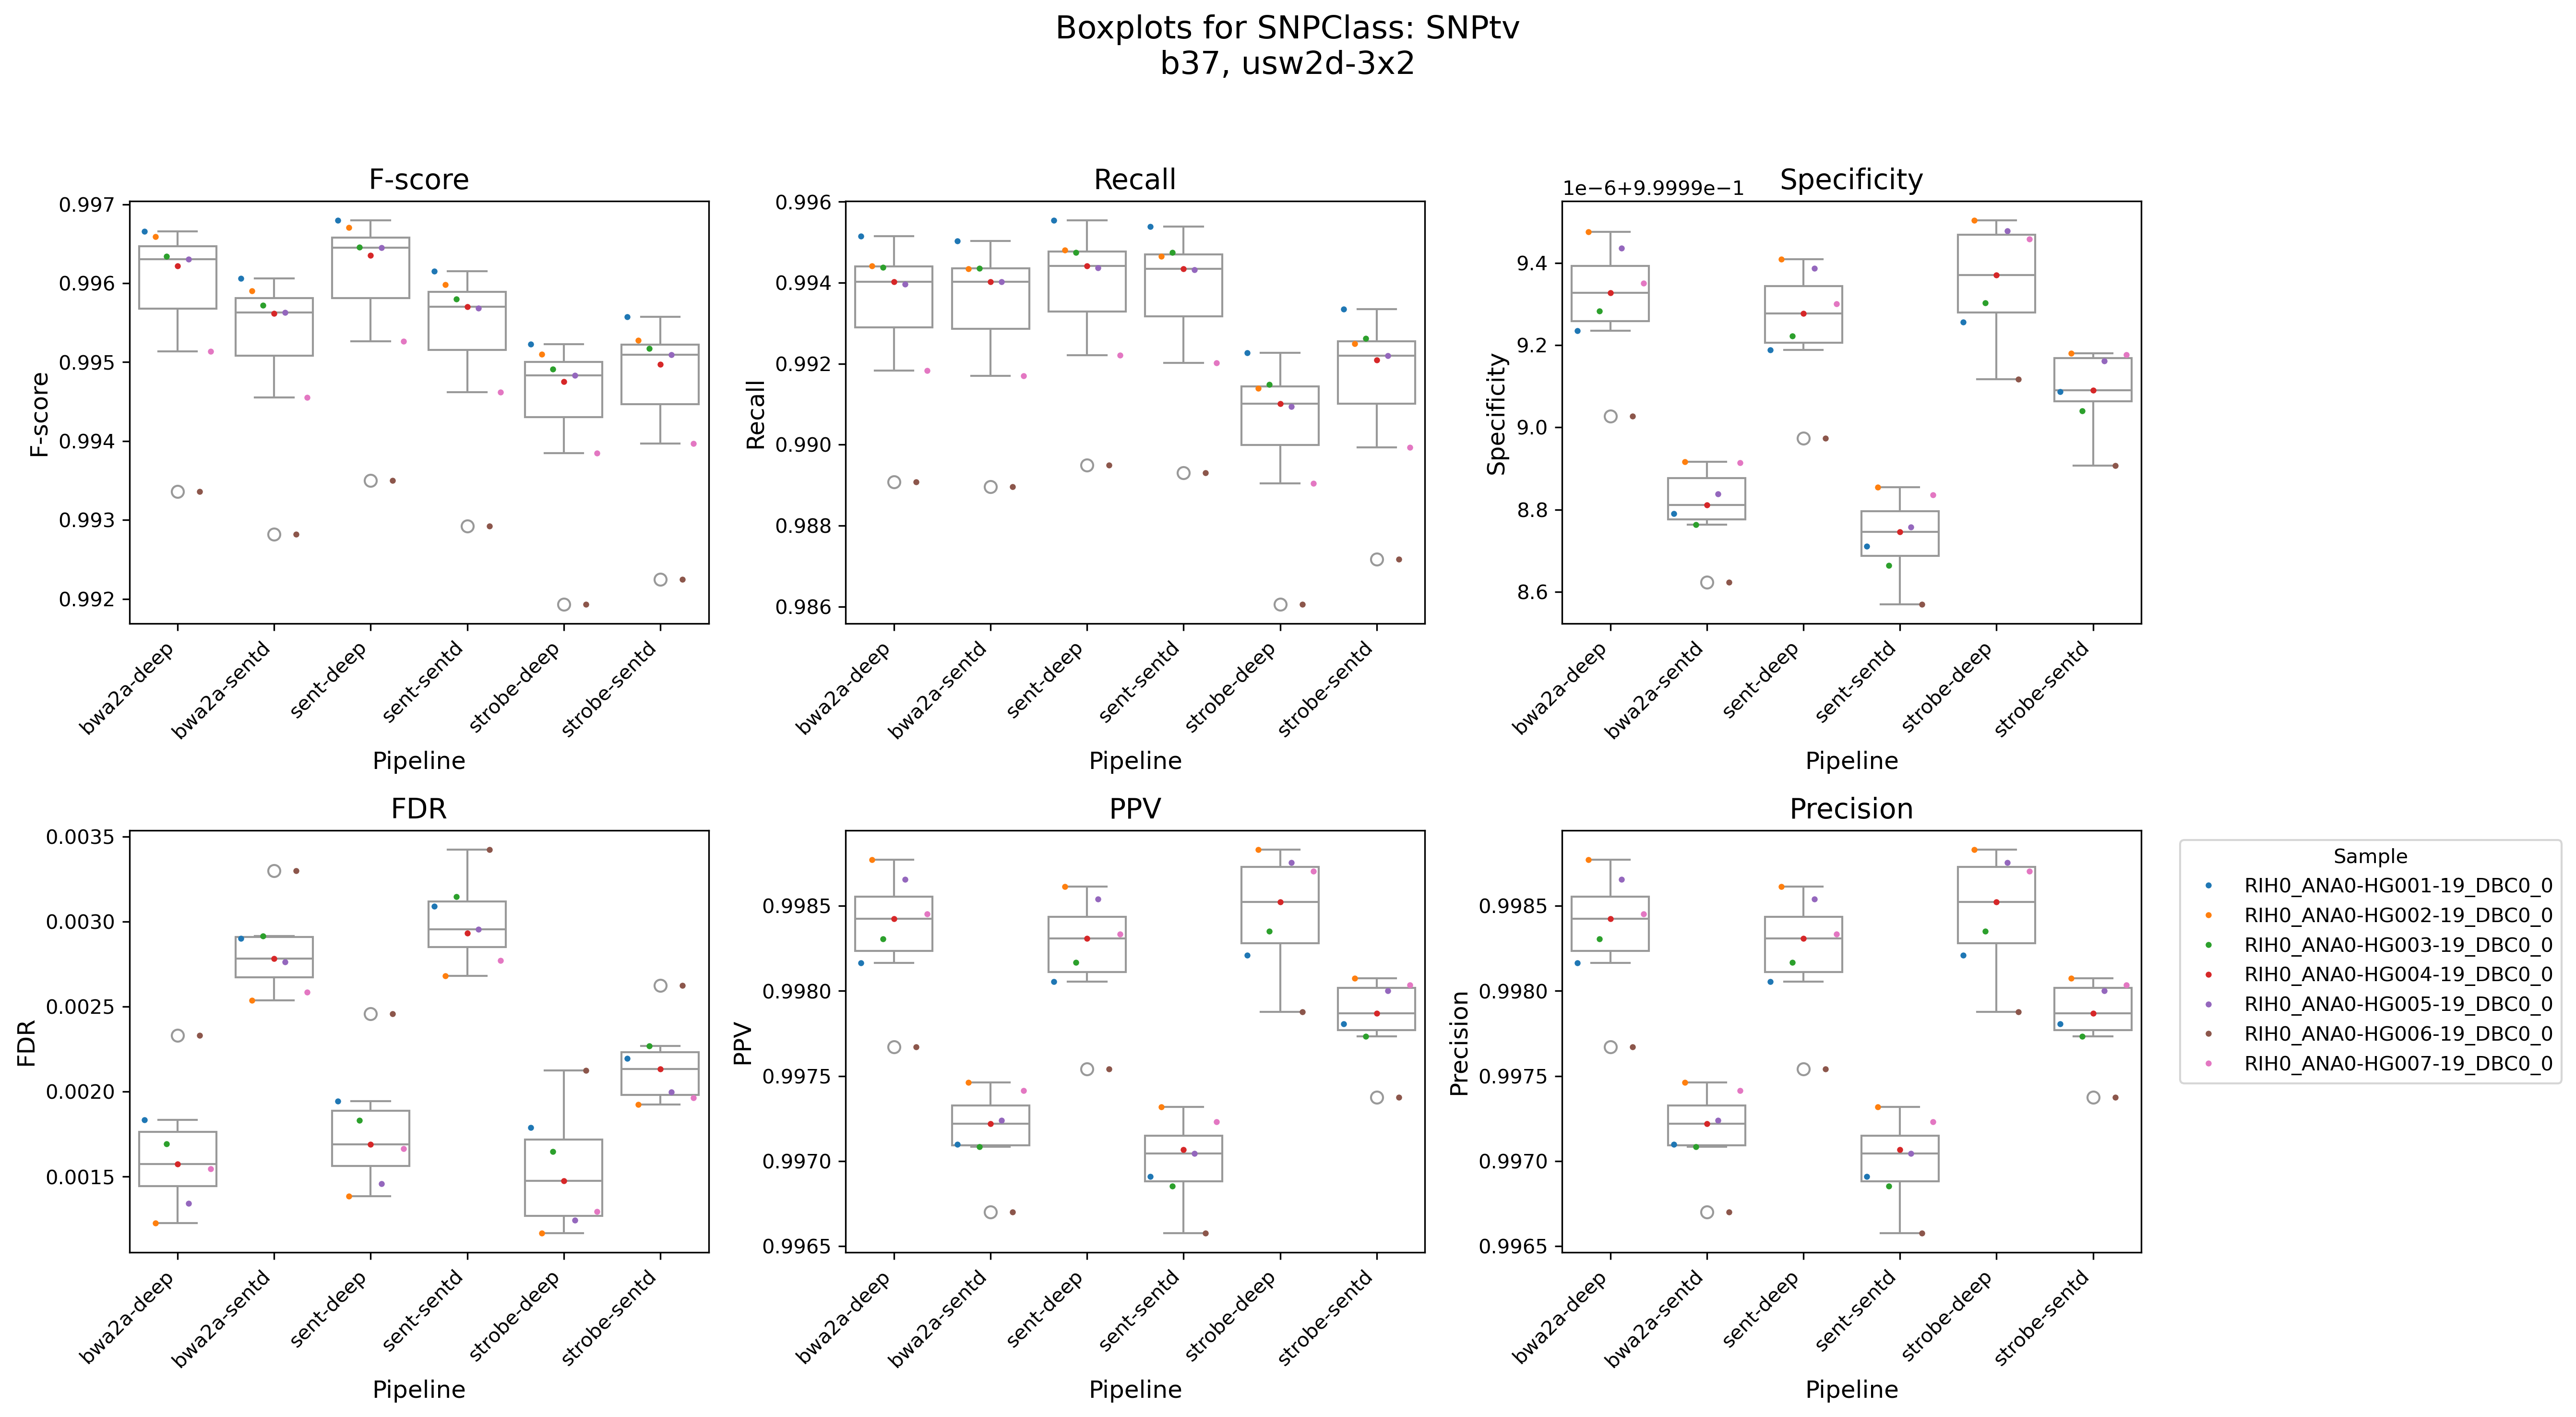 Boxplots for SNPClass: SNPtv
b37, usw2d-3x2
F-score
0.997
0.996
0.995
0.994
0.993
0.992
F-score
bwa2a-deep
bwa2a-sentd
sent-deep
sent-sentd
strobe-deep
strobe-sentd
Pipeline
Recall
0.996
0.994
0.992
0.990
0.988
0.986
Recall
bwa2a-deep
bwa2a-sentd
sent-deep
sent-sentd
strobe-deep
strobe-sentd
Pipeline
1e−6+9.9999e−1
Specificity
9.4
9.2
9.0
8.8
8.6
Specificity
bwa2a-deep
bwa2a-sentd
sent-deep
sent-sentd
strobe-deep
strobe-sentd
Pipeline
FDR
0.0035
0.0030
0.0025
0.0020
0.0015
FDR
bwa2a-deep
bwa2a-sentd
sent-deep
sent-sentd
strobe-deep
strobe-sentd
Pipeline
PPV
0.9985
0.9980
0.9975
0.9970
0.9965
PPV
bwa2a-deep
bwa2a-sentd
sent-deep
sent-sentd
strobe-deep
strobe-sentd
Pipeline
Precision
0.9985
0.9980
0.9975
0.9970
0.9965
Precision
bwa2a-deep
bwa2a-sentd
sent-deep
sent-sentd
strobe-deep
strobe-sentd
Pipeline
Sample
RIH0_ANA0-HG001-19_DBC0_0
RIH0_ANA0-HG002-19_DBC0_0
RIH0_ANA0-HG003-19_DBC0_0
RIH0_ANA0-HG004-19_DBC0_0
RIH0_ANA0-HG005-19_DBC0_0
RIH0_ANA0-HG006-19_DBC0_0
RIH0_ANA0-HG007-19_DBC0_0